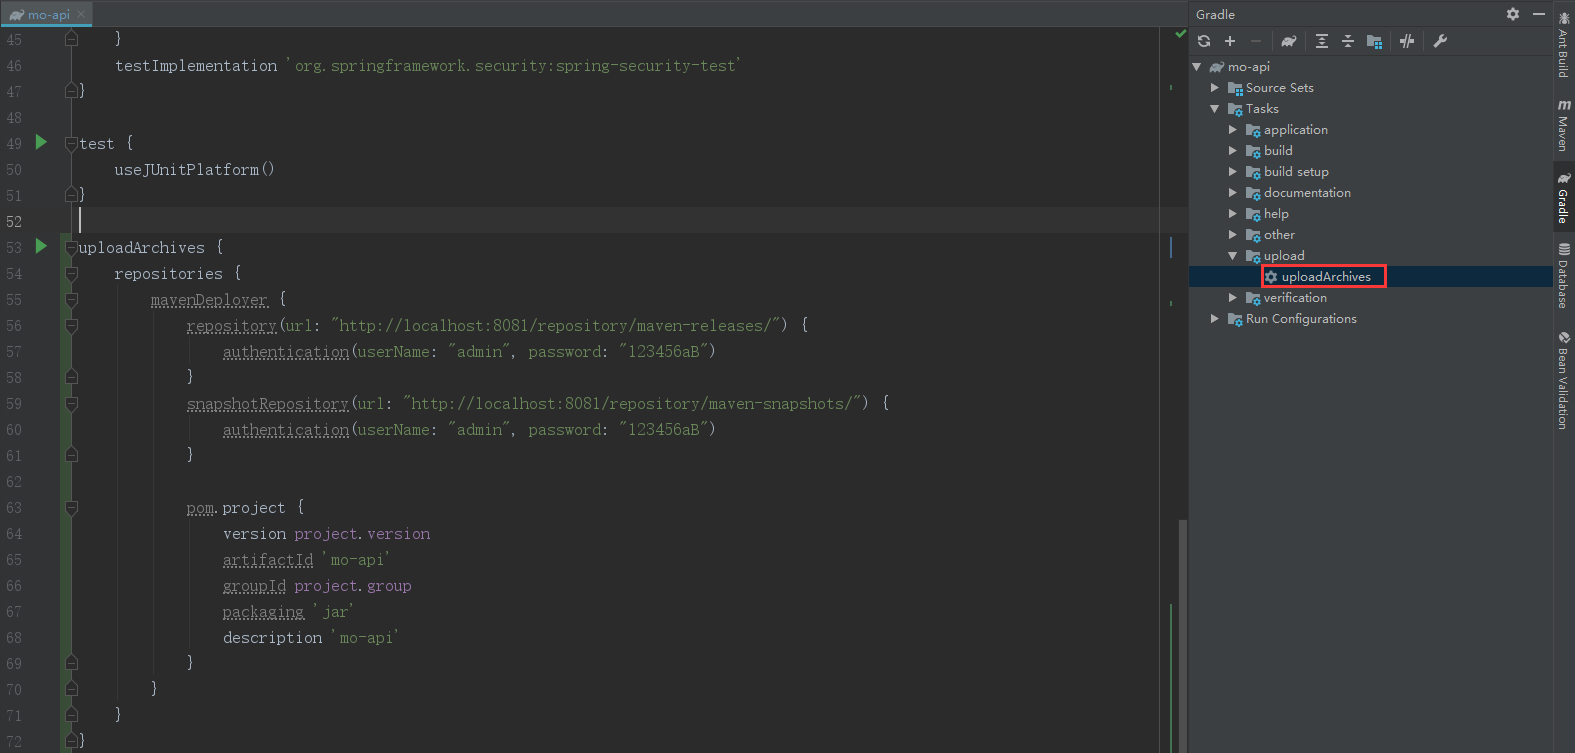 mo-api
45 }
46 testImplementation 'org.springframework.security:spring-security-test'
47 }
48
49 test {
50 useJUnitPlatform()
51 }
52
53 uploadArchives {
54 repositories {
55 mavenDeployer {
56 repository(url: "http://localhost:8081/repository/maven-releases/") {
57 authentication(userName: "admin", password: "123456aB")
58 }
59 snapshotRepository(url: "http://localhost:8081/repository/maven-snapshots/") {
60 authentication(userName: "admin", password: "123456aB")
61 }
62
63 pom.project {
64 version project.version
65 artifactId 'mo-api'
66 groupId project.group
67 packaging 'jar'
68 description 'mo-api'
69 }
70 }
71 }
72 }
Gradle
mo-api
Source Sets
Tasks
application
build
build setup
documentation
help
other
upload
uploadArchives
verification
Run Configurations
Ant Build
Maven
Gradle
Database
Bean Validation